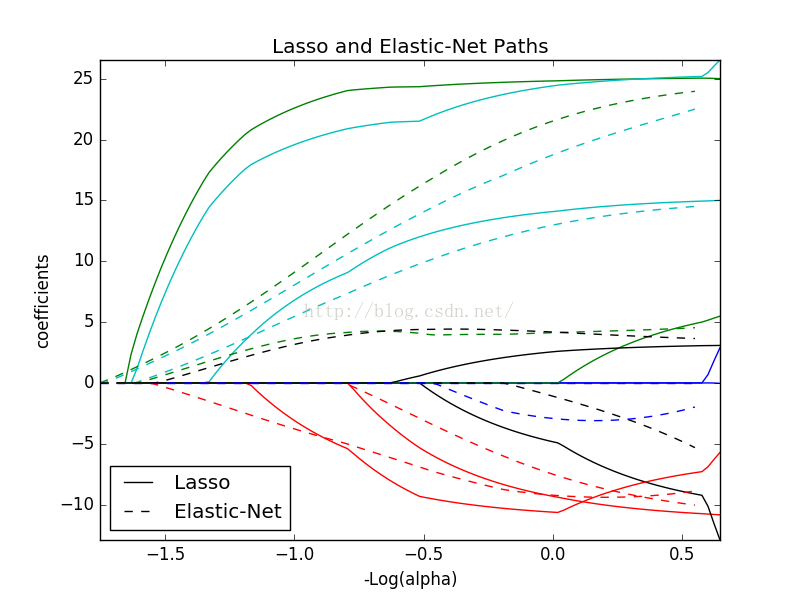 Lasso and Elastic-Net Paths
25
20
15
10
5
0
−5
−10
coefficients
http://blog.csdn.net/
Lasso
Elastic-Net
−1.5 −1.0 −0.5 0.0 0.5
-Log(alpha)